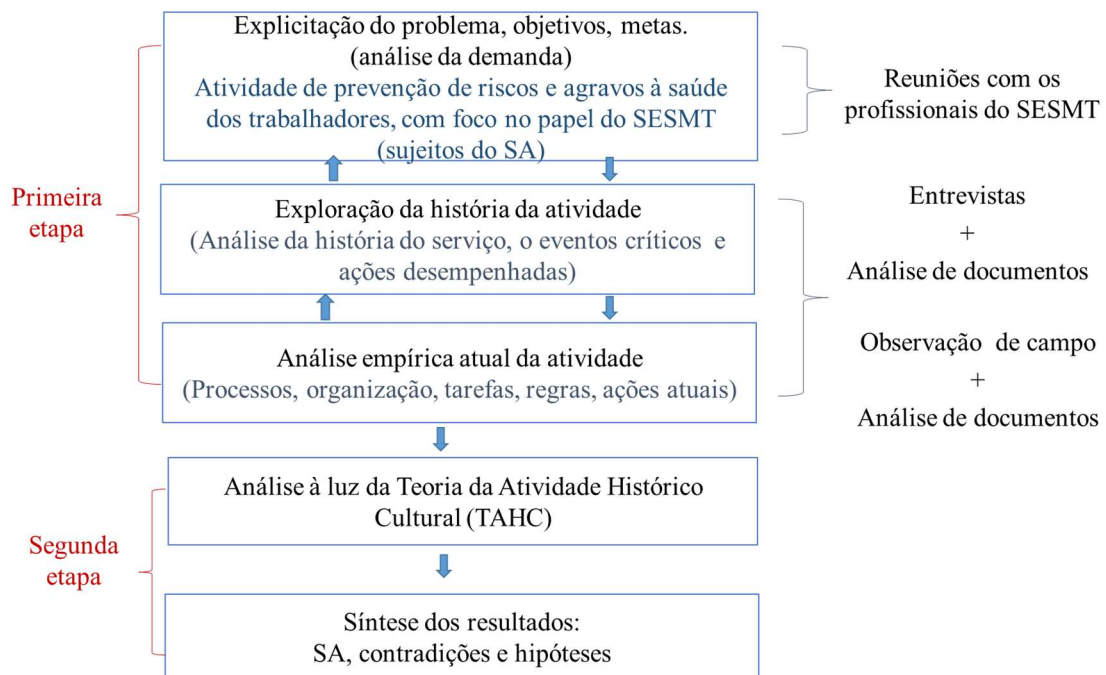 Explicitação do problema, objetivos, metas.
(análise da demanda)
Atividade de prevenção de riscos e agravos à saúde
dos trabalhadores, com foco no papel do SESMT
(sujeitos do SA)
Reuniões com os
profissionais do SESMT
Primeira
etapa
Exploração da história da atividade
(Análise da história do serviço, o eventos críticos e
ações desempenhadas)
Entrevistas
+
Análise de documentos
Análise empírica atual da atividade
(Processos, organização, tarefas, regras, ações atuais)
Observação de campo
+
Análise de documentos
Segunda
etapa
Análise à luz da Teoria da Atividade Histórico
Cultural (TAHC)
Síntese dos resultados:
SA, contradições e hipóteses